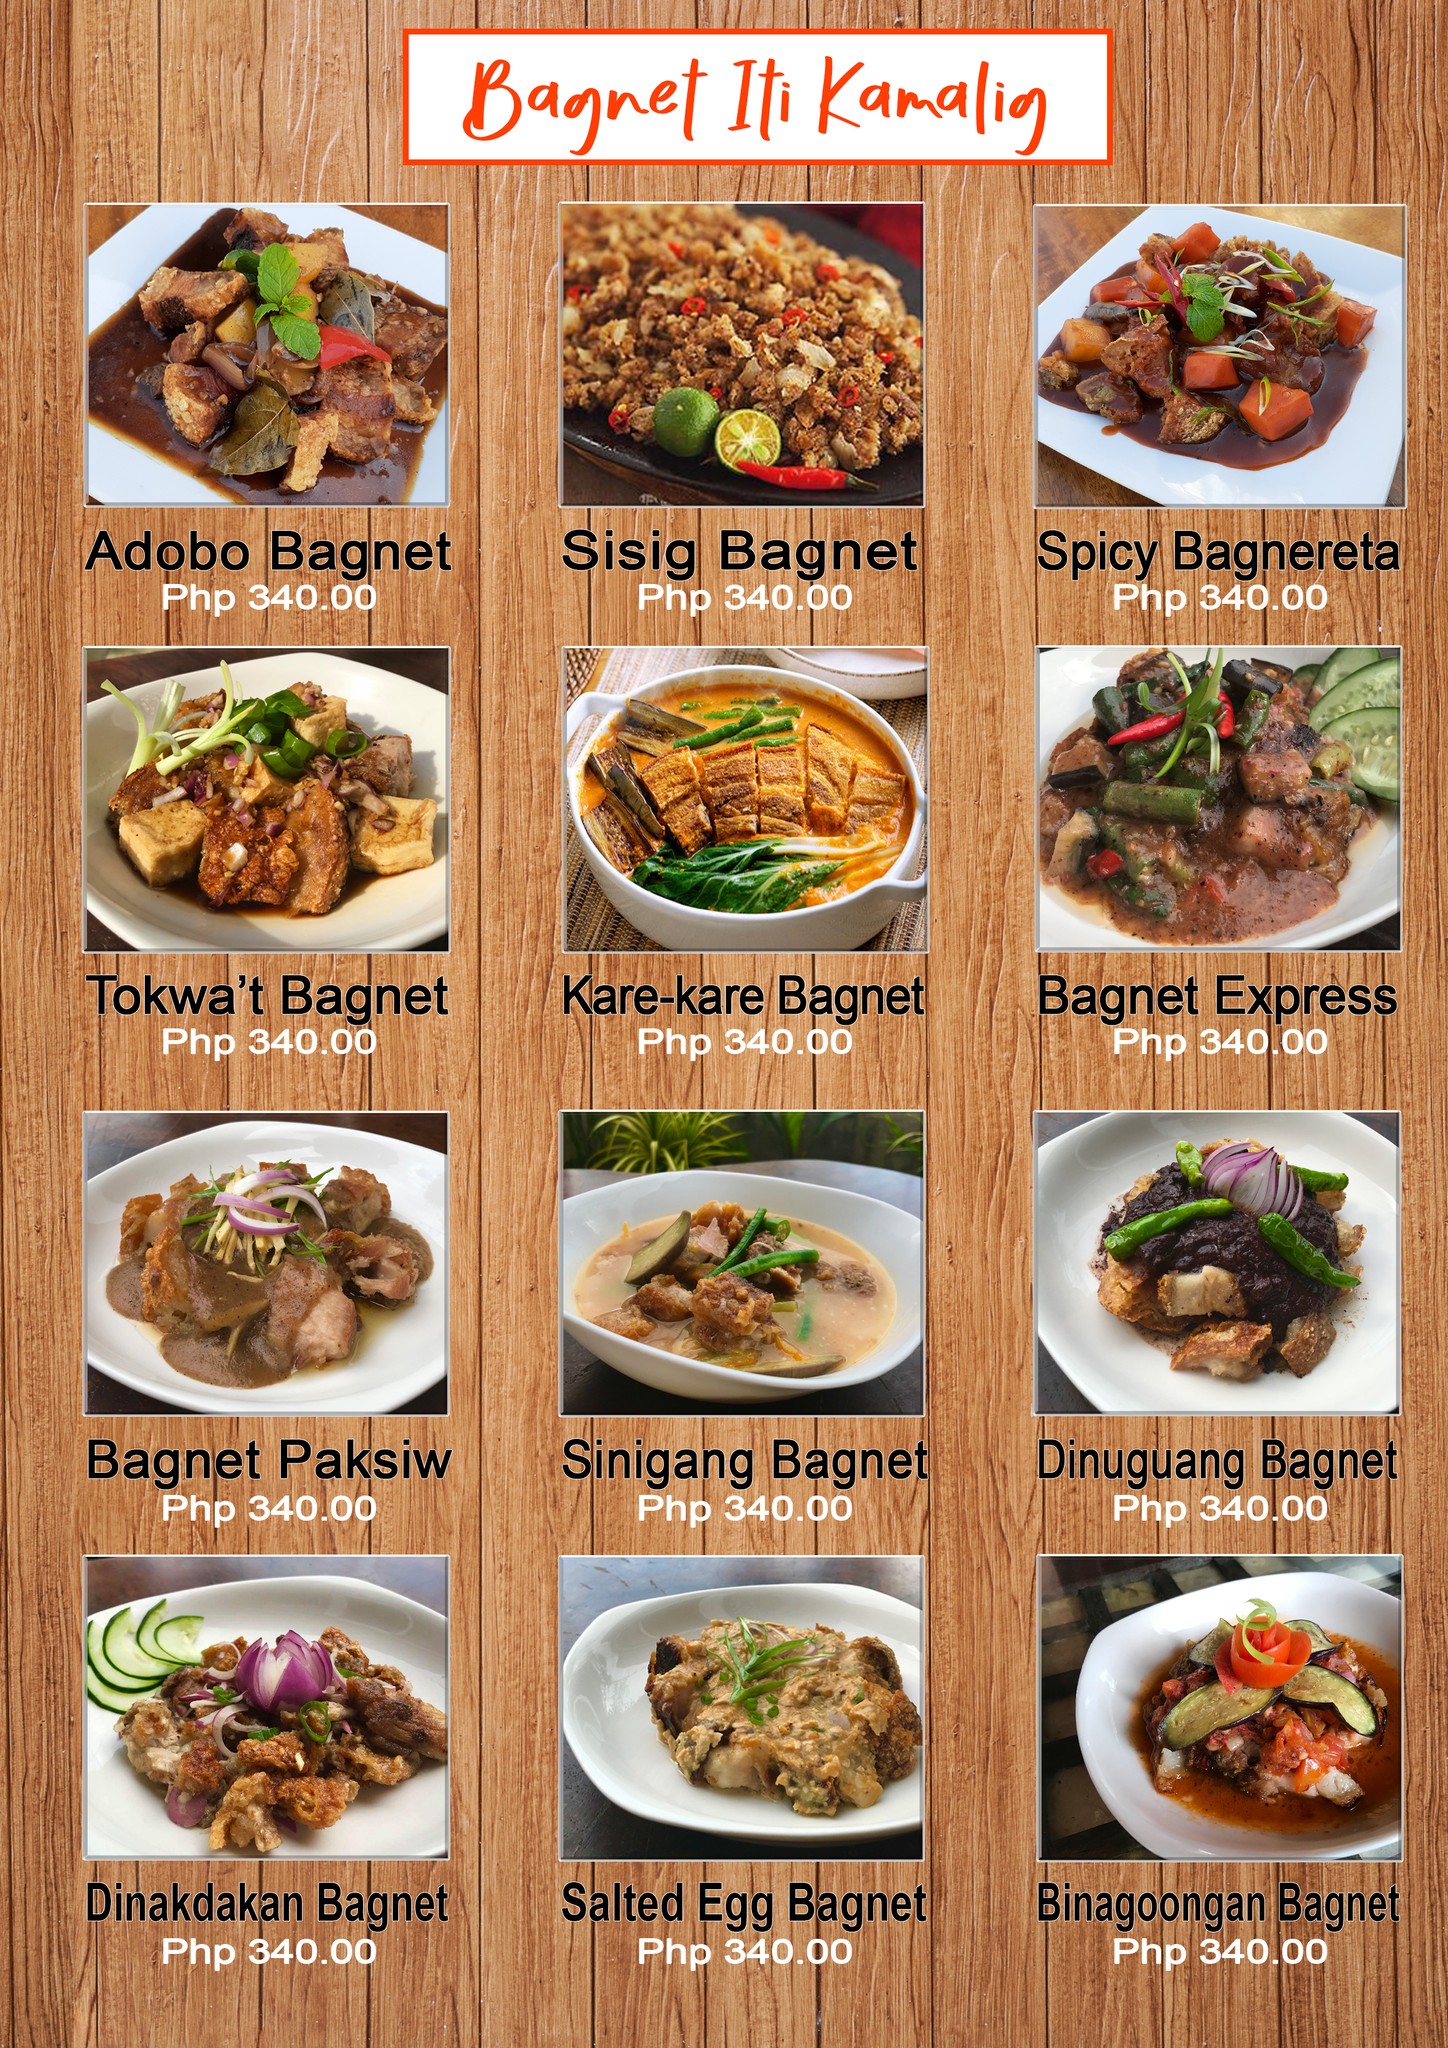 Bagnet Iti Kamalig
Adobo Bagnet
Php 340.00
Sisig Bagnet
Php 340.00
Spicy Bagnereta
Php 340.00
Tokwa't Bagnet
Php 340.00
Kare-kare Bagnet
Php 340.00
Bagnet Express
Php 340.00
Bagnet Paksiw
Php 340.00
Sinigang Bagnet
Php 340.00
Dinuguang Bagnet
Php 340.00
Dinakdakan Bagnet
Php 340.00
Salted Egg Bagnet
Php 340.00
Binagoongan Bagnet
Php 340.00